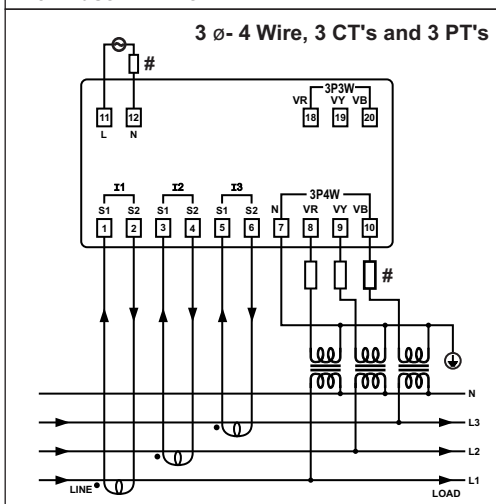 3 ø- 4 Wire, 3 CT's and 3 PT's
#
3P3W
VR VY VB
11 12 18 19 20
L N
I1 I2 I3 3P4W
S1 S2 S1 S2 S1 S2 N VR VY VB
1 2 3 4 5 6 7 8 9 10
#
N
L3
L2
LINE L1
LOAD